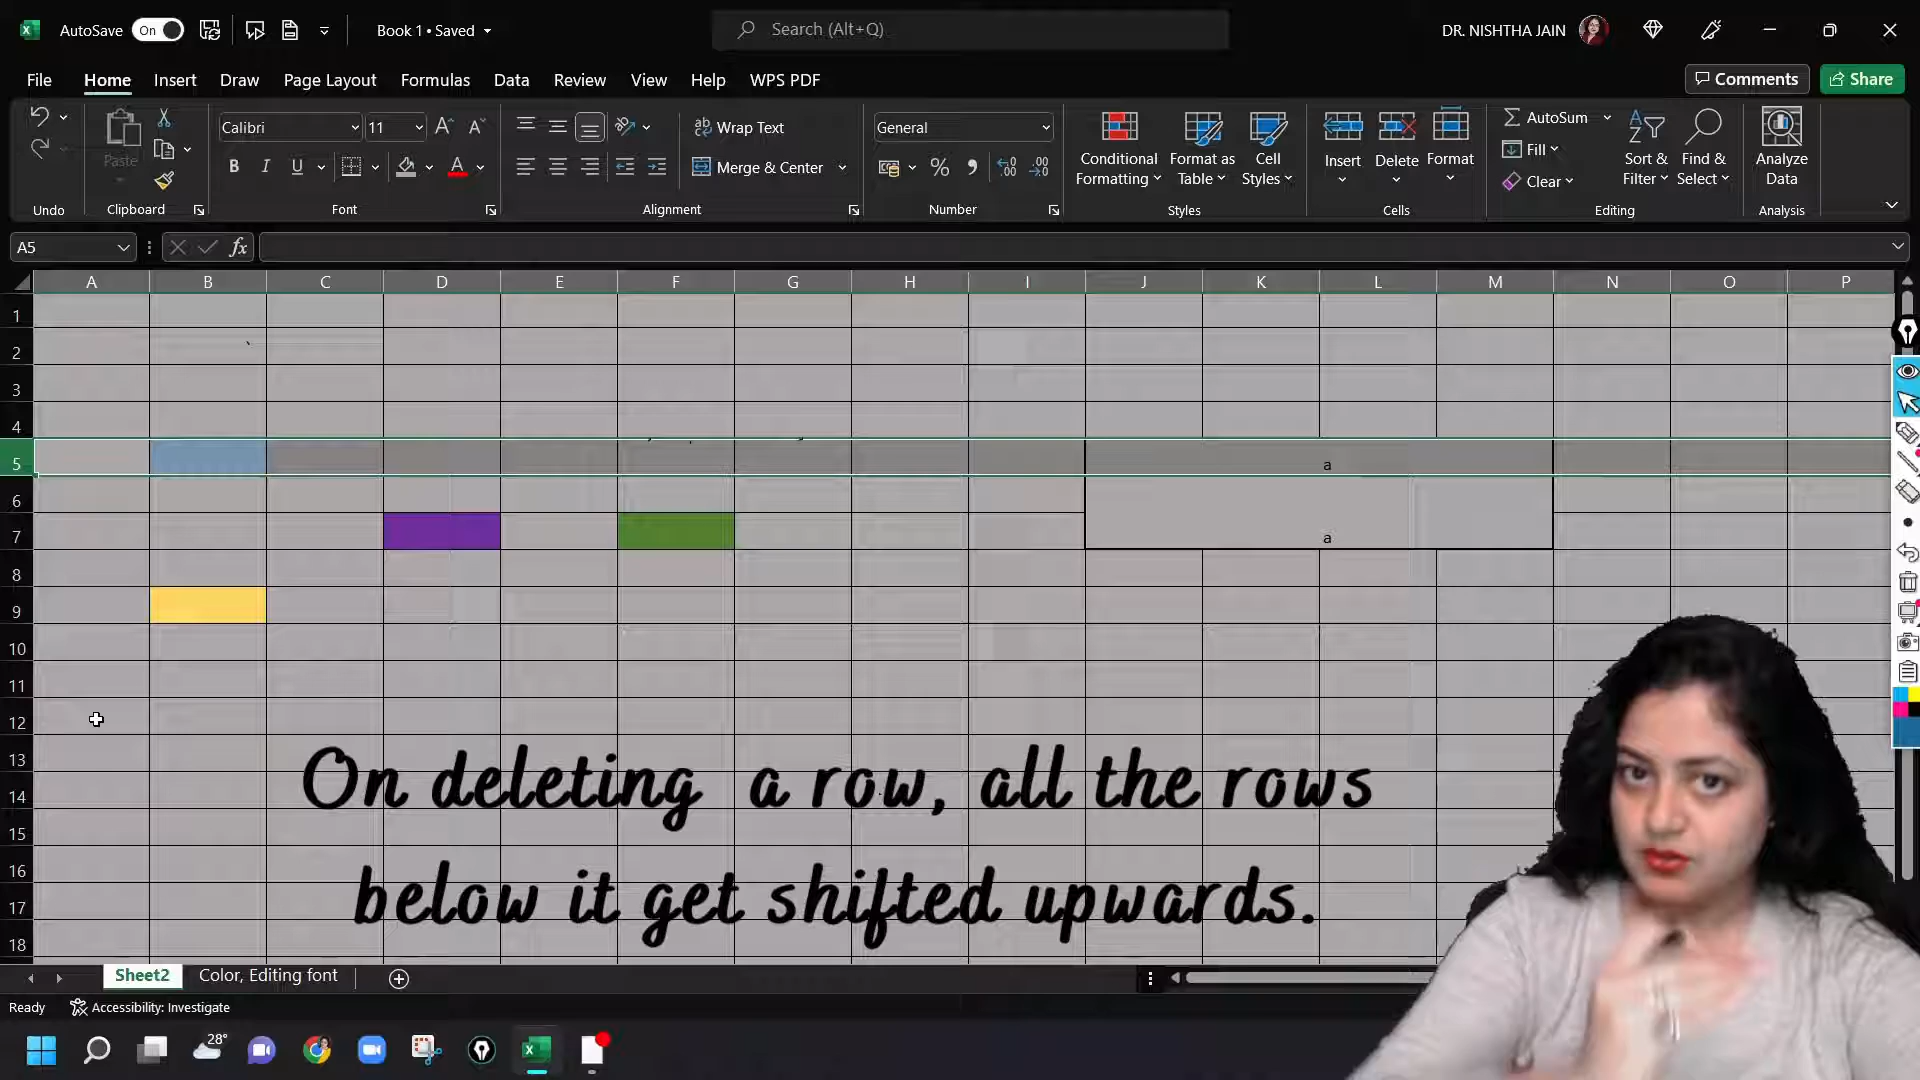 AutoSave On Book 1 • Saved Search (Alt+Q) DR. NISHTHA JAIN
File Home Insert Draw Page Layout Formulas Data Review View Help WPS PDF Comments Share
Calibri 11 A A Wrap Text General AutoSum
Paste Conditional Formatting Format as Table Cell Styles Insert Delete Format Fill Sort & Filter Find & Select Analyze Data
B I U A Merge & Center % , .00 .00 Clear
Undo Clipboard Font Alignment Number Styles Cells Editing Analysis
A5 fx
A B C D E F G H I J K L M N O P
1
2
3
4
5 a
6
7 a
8
9
10
11
12
13
On deleting a row, all the rows
14
15
16
below it get shifted upwards.
17
18
Sheet2 Color, Editing font
Ready Accessibility: Investigate
28°